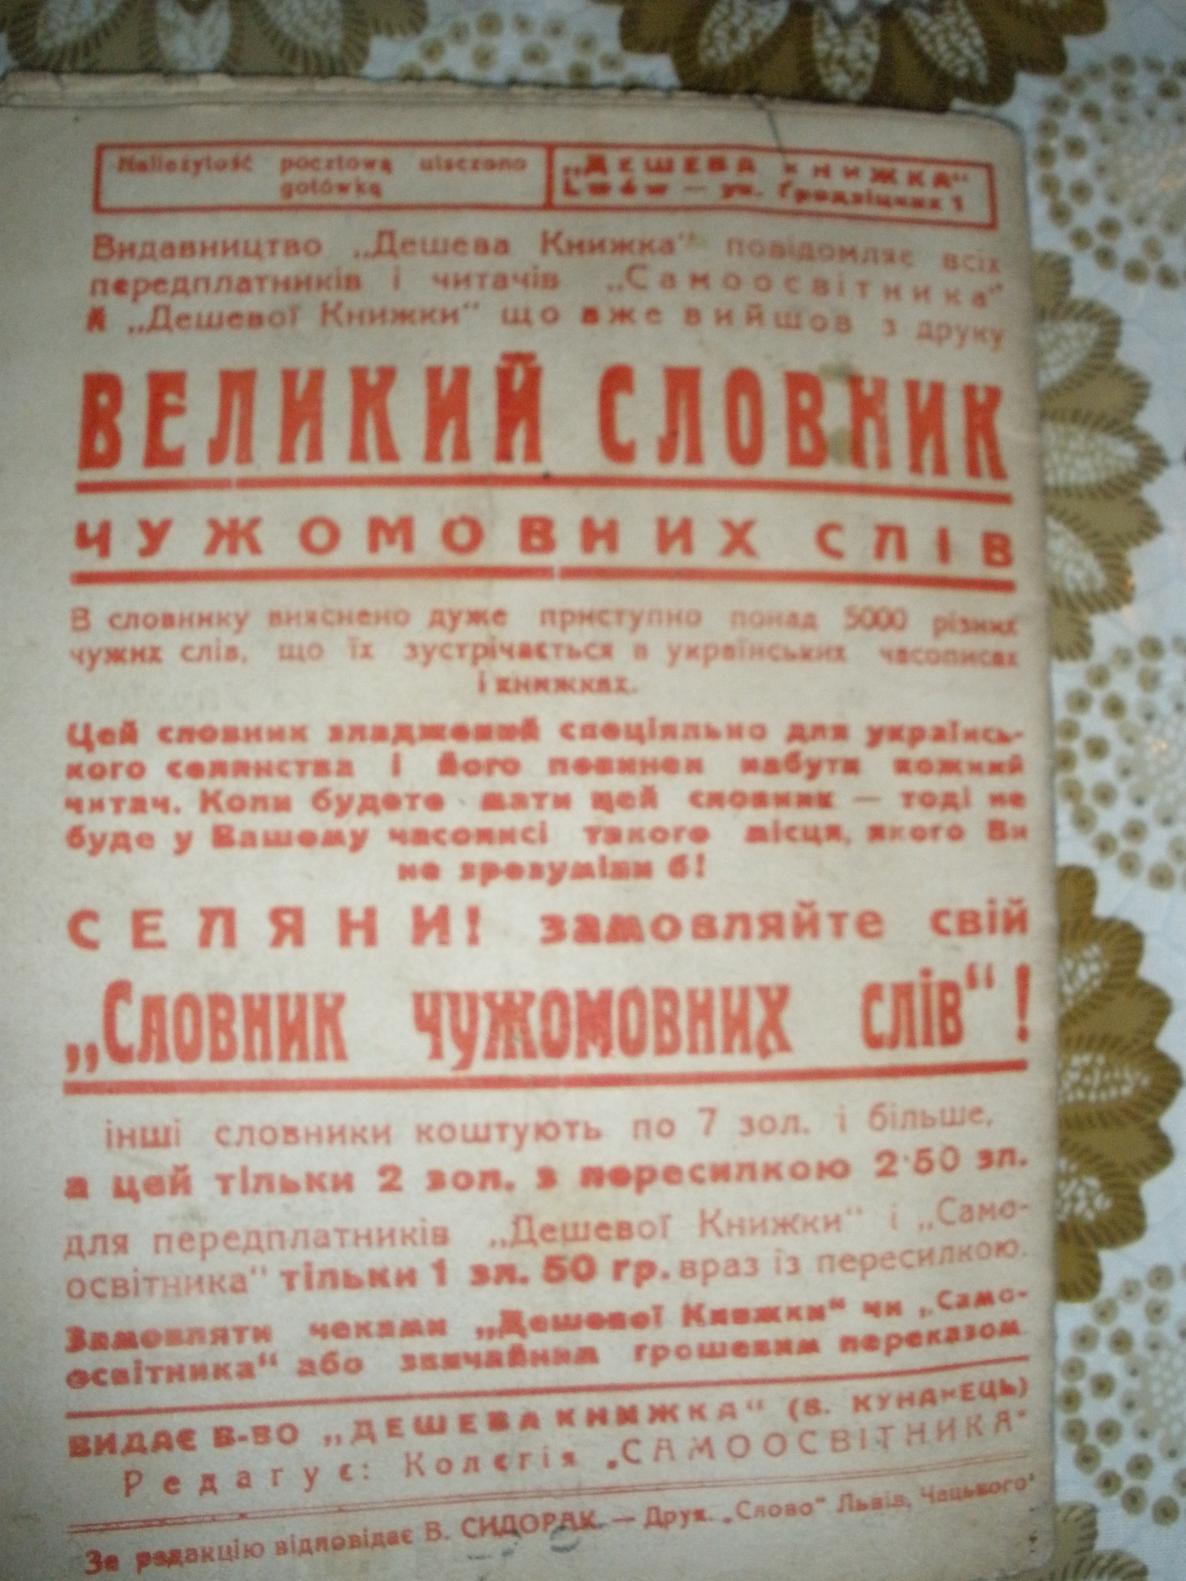 Należytość pocztową uiszczono
gotówką
„ДЕШЕВА КНИЖКА“
Lwów — ул. Ґродзіцких 1
Видавництво „Дешева Книжка“ повідомляє всіх
передплатників і читачів „Самоосвітника“
й „Дешевої Книжки“ що вже вийшов з друку
ВЕЛИКИЙ СЛОВНИК
ЧУЖОМОВНИХ СЛІВ
В словнику вияснено дуже приступно понад 5000 різних
чужих слів, що їх зустрічається в українських часописах
і книжках.
Цей словник зладжений спеціяльно для україн­сь-
кого селянства і його повинен набути кожний
читач. Коли будете мати цей словник — тоді не
буде у Вашому часописі такого місця, якого Ви
не зрозуміли б!
СЕЛЯНИ! замовляйте свій
„Словник чужомовних слів“!
інші словники коштують по 7 зол. і більше,
а цей тільки 2 зол. з пересилкою 2·50 зл.
для передплатників „Дешевої Книжки“ і „Само-
освітника“ тільки 1 зл. 50 гр. враз із пересилкою.
Замовляти чеками „Дешевої Книжки“ чи „Само-
освітника“ або звичайним грошевим переказом
ВИДАЄ В-ВО „ДЕШЕВА КНИЖКА“ (В. КУНАНЕЦЬ)
Редагує: Колєгія „САМООСВІТНИКА“
За редакцію відповідає В. СИДОРАК. — Друк. „Слово“ Львів, Чацького